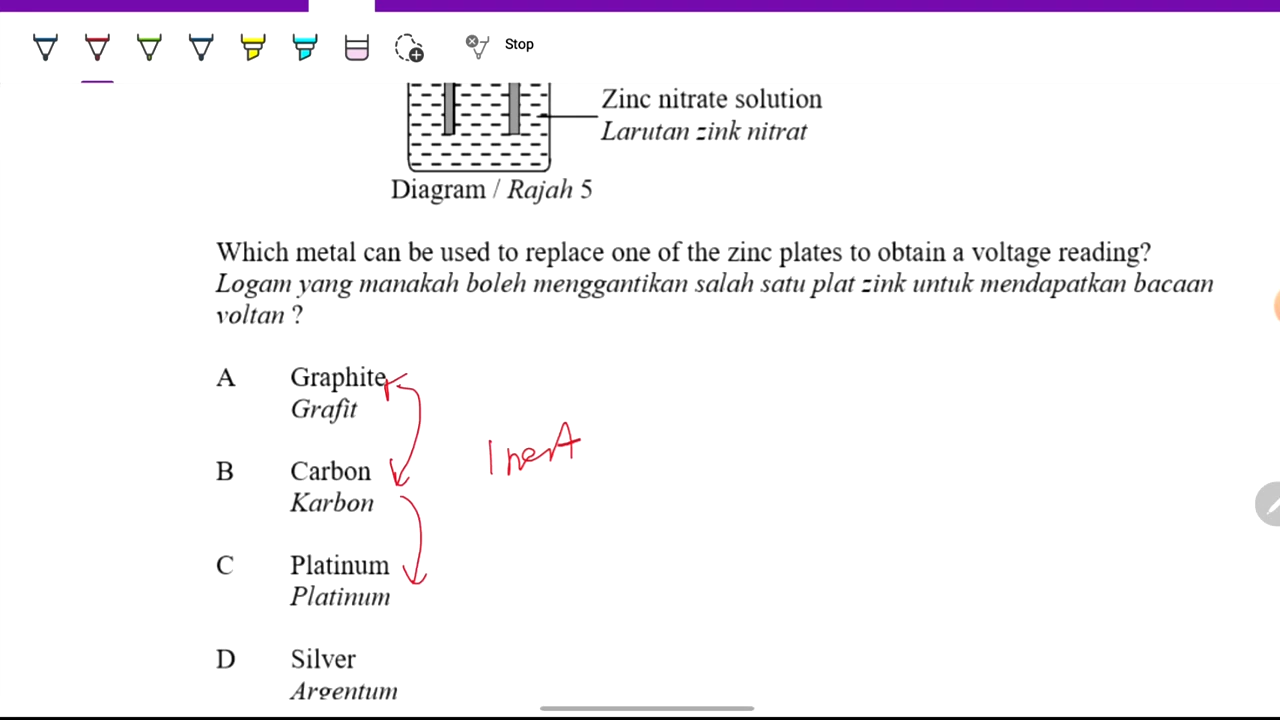 Stop
Zinc nitrate solution
Larutan zink nitrat
Diagram / Rajah 5
Which metal can be used to replace one of the zinc plates to obtain a voltage reading?
Logam yang manakah boleh menggantikan salah satu plat zink untuk mendapatkan bacaan
voltan ?
A Graphite
Grafit
Inert
B Carbon
Karbon
C Platinum
Platinum
D Silver
Argentum